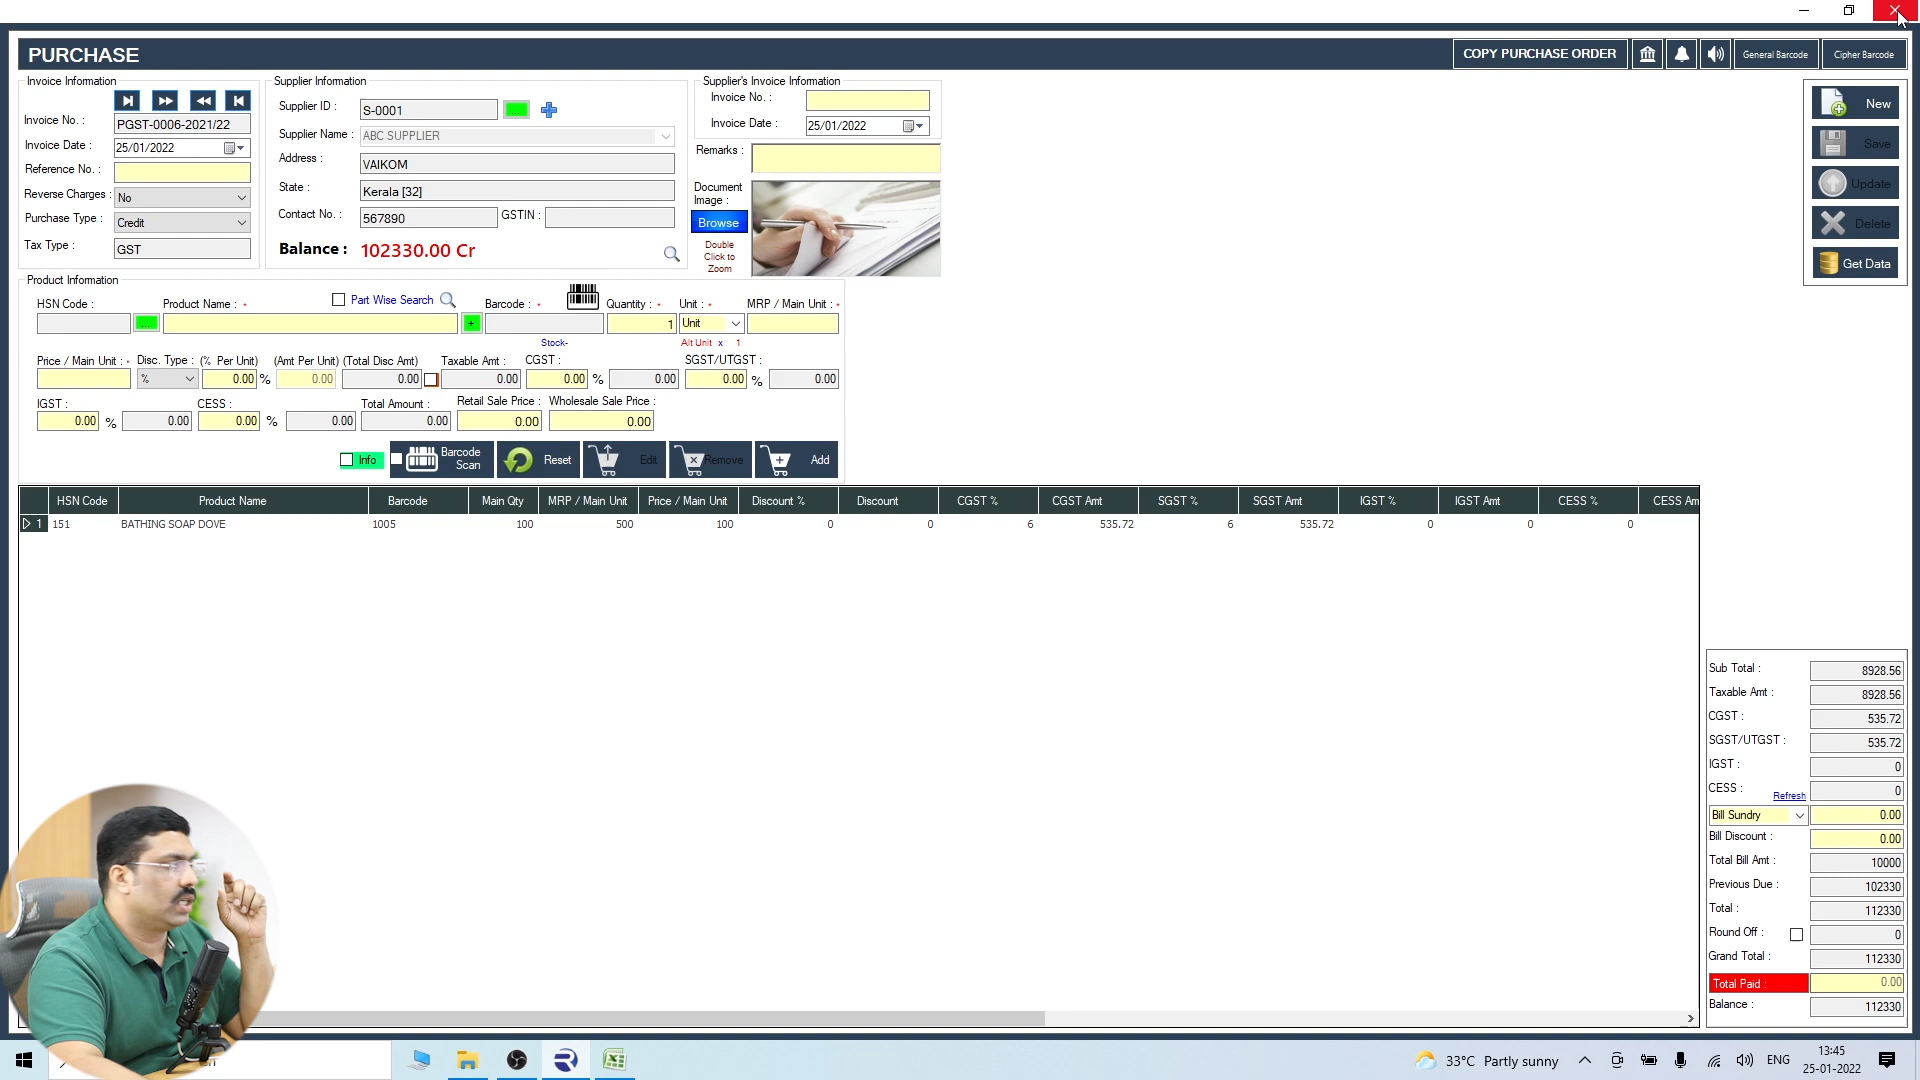 PURCHASE
COPY PURCHASE ORDER
General Barcode
Cipher Barcode
Invoice Information
Invoice No. : PGST-0006-2021/22
Invoice Date : 25/01/2022
Reference No. :
Reverse Charges : No
Purchase Type : Credit
Tax Type : GST
Supplier Information
Supplier ID : S-0001 ...
Supplier Name : ABC SUPPLIER
Address : VAIKOM
State : Kerala [32]
Contact No. : 567890 GSTIN :
Balance : 102330.00 Cr
Supplier's Invoice Information
Invoice No. :
Invoice Date : 25/01/2022
Remarks :
Document Image :
Browse
Double Click to Zoom
New
Save
Update
Delete
Get Data
Product Information
HSN Code : Product Name : * Part Wise Search Barcode : * Quantity : * Unit : * MRP / Main Unit : *
... + 1 Unit
Stock- Alt Unit x 1
Price / Main Unit : * Disc. Type : (% Per Unit) (Amt Per Unit) (Total Disc Amt) Taxable Amt : CGST : SGST/UTGST :
% 0.00 % 0.00 0.00 0.00 0.00 % 0.00 0.00 % 0.00
IGST : CESS : Total Amount : Retail Sale Price : Wholesale Sale Price :
0.00 % 0.00 0.00 % 0.00 0.00 0.00 0.00
Info Barcode Scan Reset Edit Remove Add
HSN Code Product Name Barcode Main Qty MRP / Main Unit Price / Main Unit Discount % Discount CGST % CGST Amt SGST % SGST Amt IGST % IGST Amt CESS % CESS Am
1 151 BATHING SOAP DOVE 1005 100 500 100 0 0 6 535.72 6 535.72 0 0 0
Sub Total : 8928.56
Taxable Amt : 8928.56
CGST : 535.72
SGST/UTGST : 535.72
IGST : 0
CESS : Refresh 0
Bill Sundry 0.00
Bill Discount : 0.00
Total Bill Amt : 10000
Previous Due : 102330
Total : 112330
Round Off : 0
Grand Total : 112330
Total Paid : 0.00
Balance : 112330
33°C Partly sunny
ENG
13:45
25-01-2022